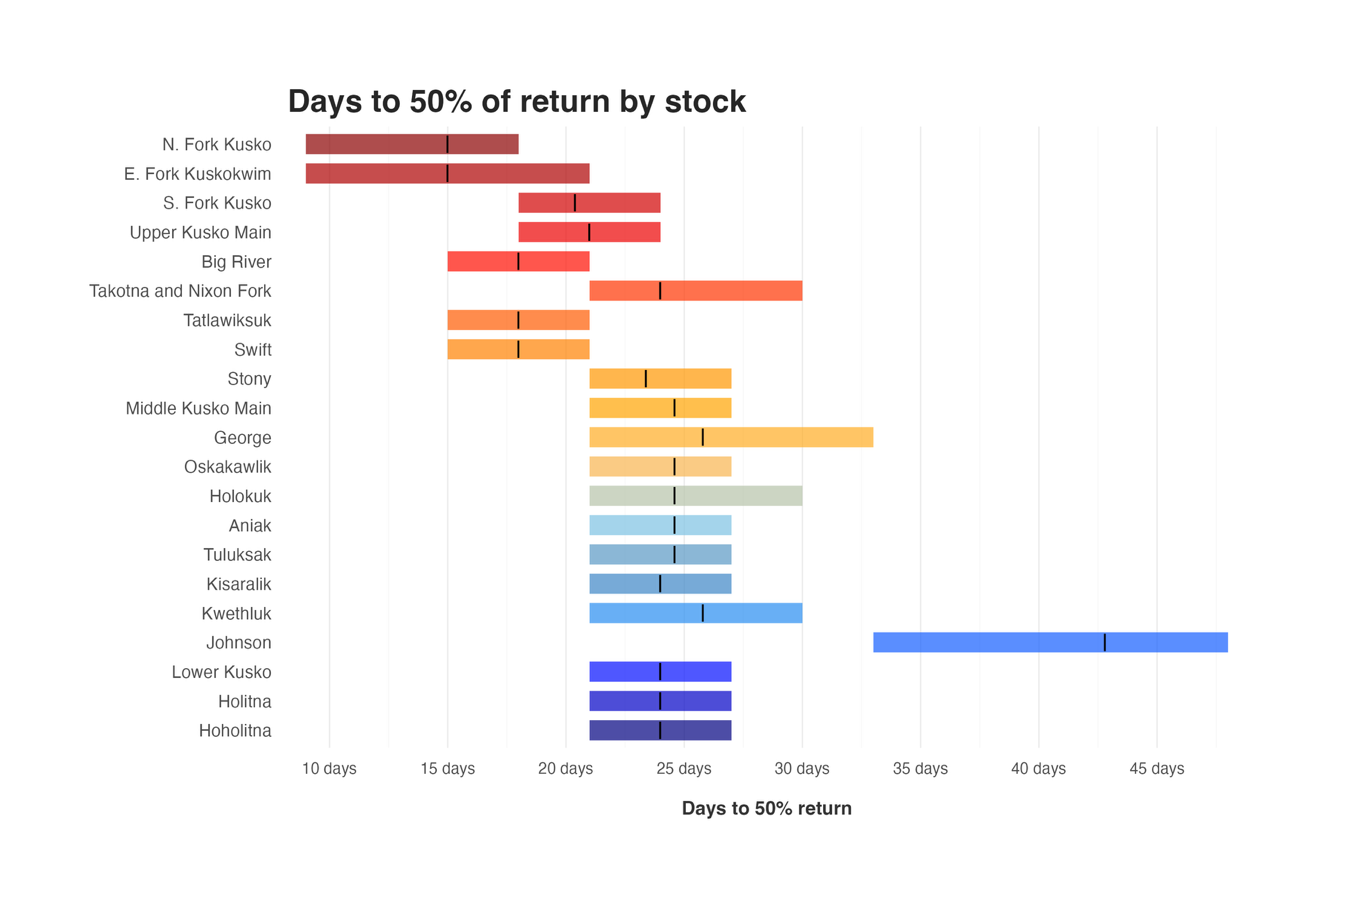 Days to 50% of return by stock
N. Fork Kusko
E. Fork Kuskokwim
S. Fork Kusko
Upper Kusko Main
Big River
Takotna and Nixon Fork
Tatlawiksuk
Swift
Stony
Middle Kusko Main
George
Oskakawlik
Holokuk
Aniak
Tuluksak
Kisaralik
Kwethluk
Johnson
Lower Kusko
Holitna
Hoholitna
10 days 15 days 20 days 25 days 30 days 35 days 40 days 45 days
Days to 50% return